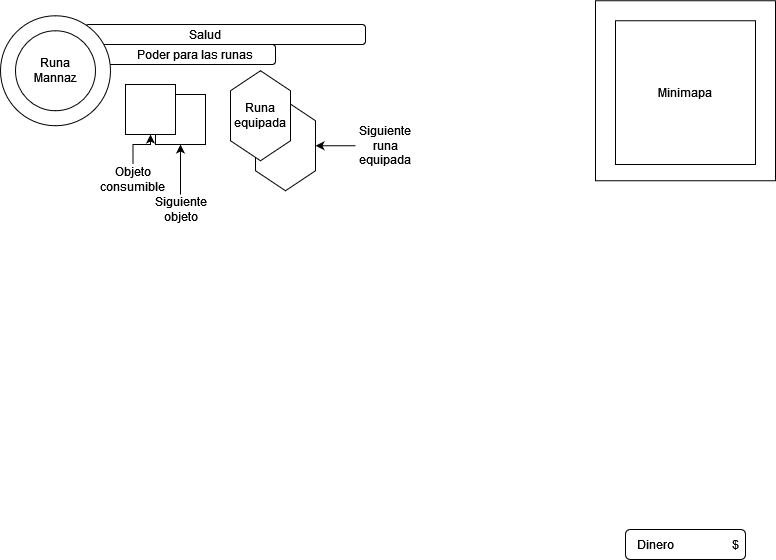 Salud
Runa
Mannaz
Poder para las runas
Minimapa
Runa
equipada
Siguiente
runa
equipada
Objeto
consumible
Siguiente
objeto
Dinero $